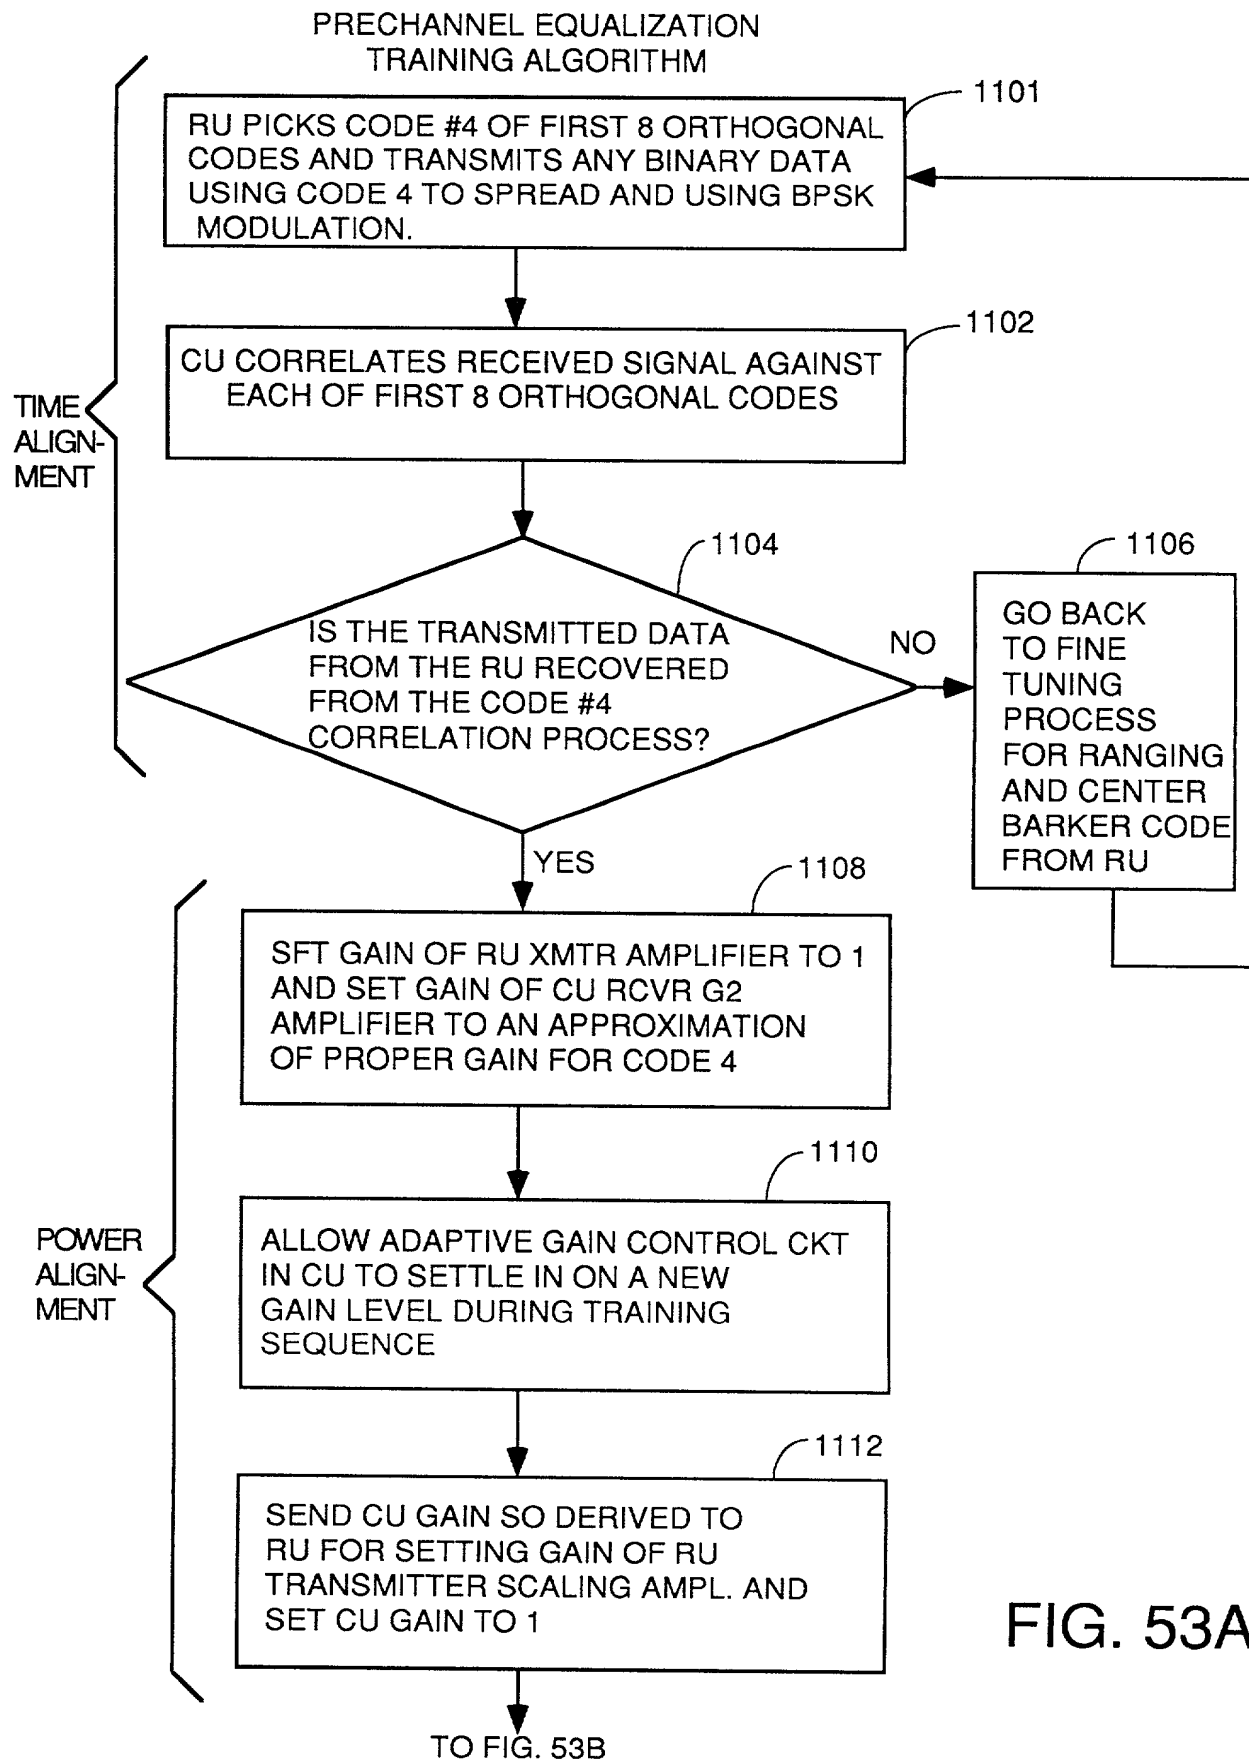 PRECHANNEL EQUALIZATION
TRAINING ALGORITHM
1101
RU PICKS CODE #4 OF FIRST 8 ORTHOGONAL
CODES AND TRANSMITS ANY BINARY DATA
USING CODE 4 TO SPREAD AND USING BPSK
MODULATION.
1102
CU CORRELATES RECEIVED SIGNAL AGAINST
EACH OF FIRST 8 ORTHOGONAL CODES
TIME
ALIGN-
MENT
1104
IS THE TRANSMITTED DATA
FROM THE RU RECOVERED
FROM THE CODE #4
CORRELATION PROCESS?
NO
1106
GO BACK
TO FINE
TUNING
PROCESS
FOR RANGING
AND CENTER
BARKER CODE
FROM RU
YES
1108
SFT GAIN OF RU XMTR AMPLIFIER TO 1
AND SET GAIN OF CU RCVR G2
AMPLIFIER TO AN APPROXIMATION
OF PROPER GAIN FOR CODE 4
1110
ALLOW ADAPTIVE GAIN CONTROL CKT
IN CU TO SETTLE IN ON A NEW
GAIN LEVEL DURING TRAINING
SEQUENCE
POWER
ALIGN-
MENT
1112
SEND CU GAIN SO DERIVED TO
RU FOR SETTING GAIN OF RU
TRANSMITTER SCALING AMPL. AND
SET CU GAIN TO 1
FIG. 53A
TO FIG. 53B